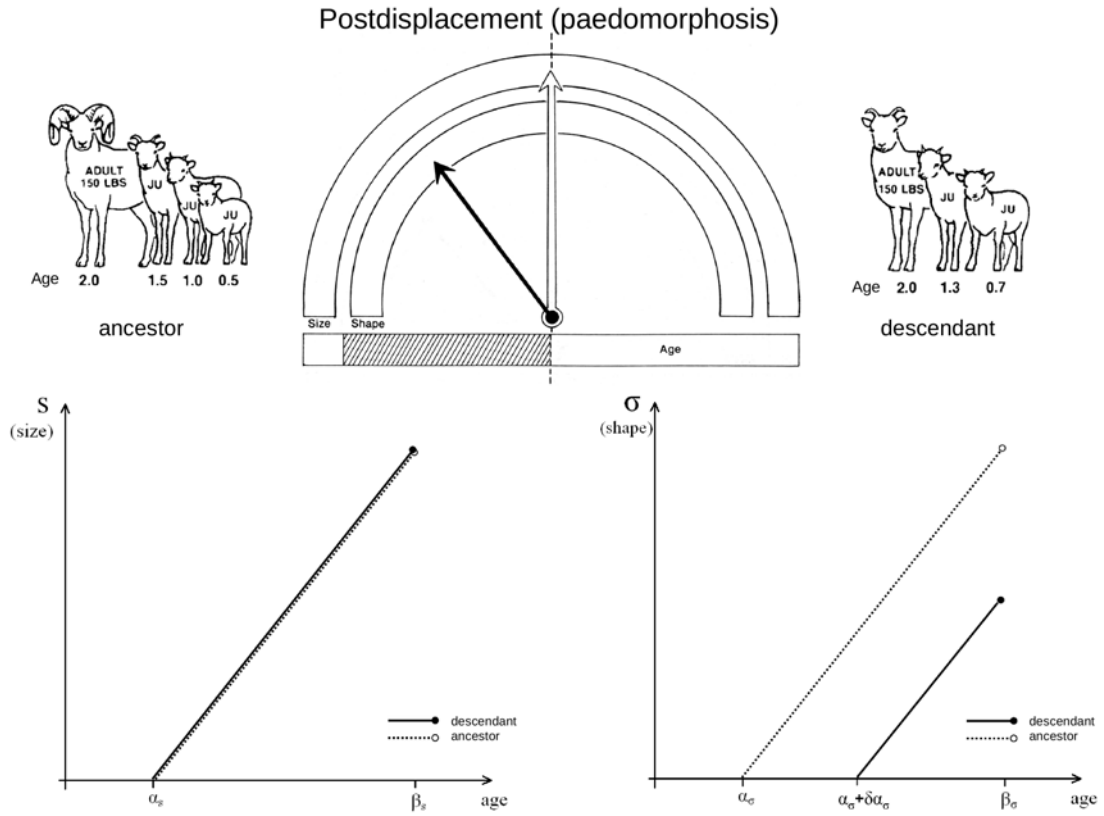 Postdisplacement (paedomorphosis)
ADULT
150 LBS
JU
JU
JU
Age 2.0 1.5 1.0 0.5
ancestor
Size Shape
Age
ADULT
150 LBS
JU
JU
Age 2.0 1.3 0.7
descendant
S
(size)
descendant
ancestor
αs βs age
σ
(shape)
descendant
ancestor
ασ ασ+δασ βσ age